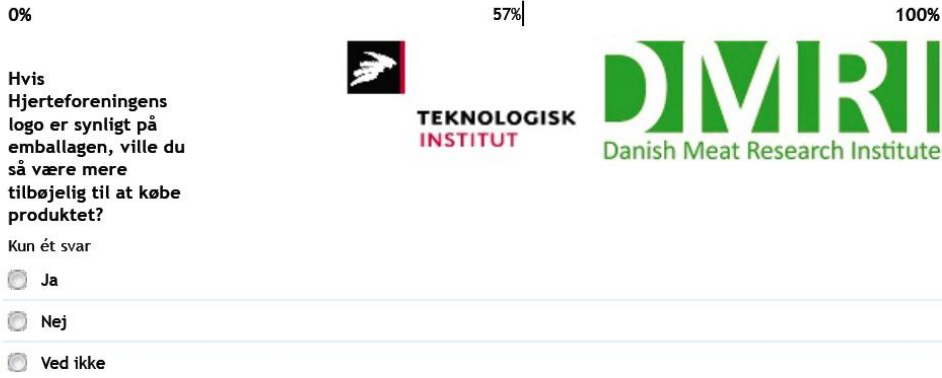 0% 57% 100%
TEKNOLOGISK
INSTITUT
DMRI
Danish Meat Research Institute
Hvis
Hjerteforeningens
logo er synligt på
emballagen, ville du
så være mere
tilbøjelig til at købe
produktet?
Kun ét svar
Ja
Nej
Ved ikke